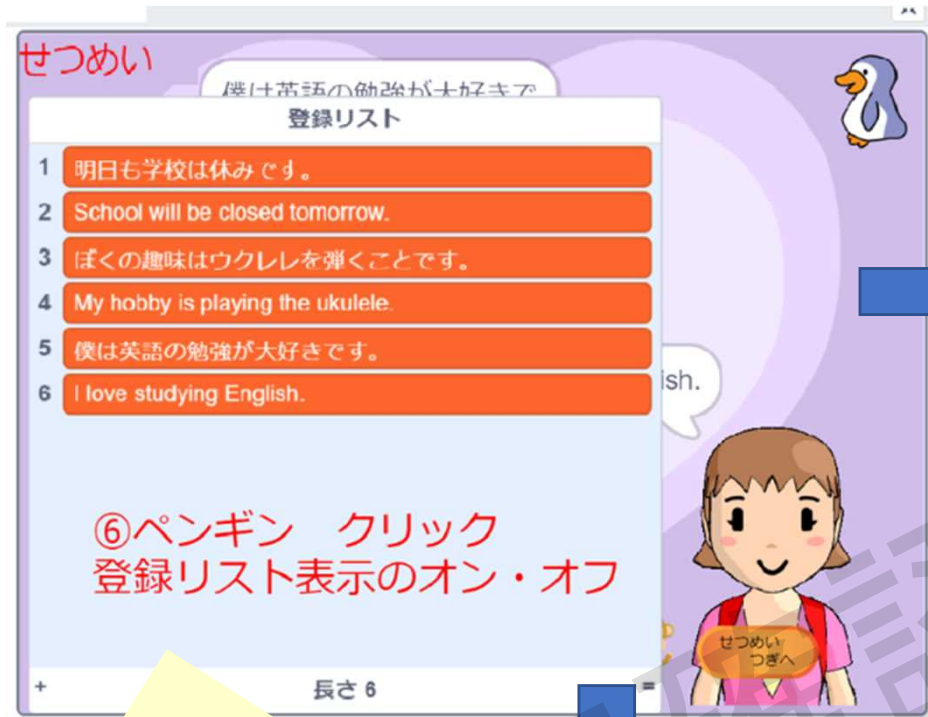 せつめい
僕は英語の勉強が大好きで
登録リスト
1 明日も学校は休みです。
2 School will be closed tomorrow.
3 ぼくの趣味はウクレレを弾くことです。
4 My hobby is playing the ukulele.
5 僕は英語の勉強が大好きです。
6 I love studying English.
ish.
⑥ペンギン クリック
登録リスト表示のオン・オフ
せつめい
つぎへ
+ 長さ 6 =